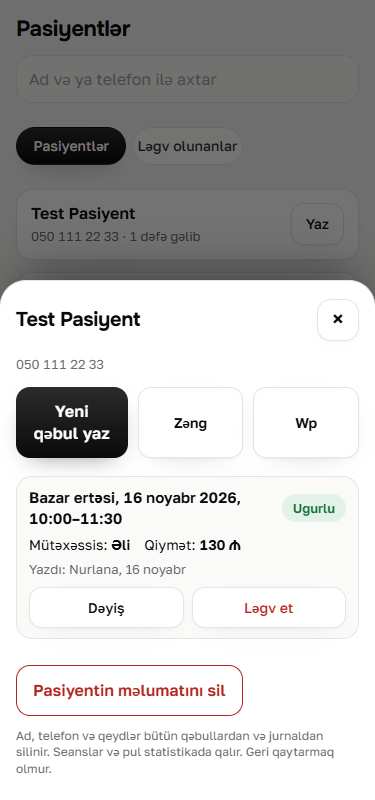 Pasiyentlər
Ad və ya telefon ilə axtar
Pasiyentlər
Ləgv olunanlar
Test Pasiyent
050 111 22 33 · 1 dəfə gəlib
Yaz
Test Pasiyent
×
050 111 22 33
Yeni
qəbul yaz
Zəng
Wp
Bazar ertəsi, 16 noyabr 2026,
10:00–11:30
Ugurlu
Mütəxəssis: Əli Qiymət: 130 ₼
Yazdı: Nurlana, 16 noyabr
Dəyiş
Ləgv et
Pasiyentin məlumatını sil
Ad, telefon və qeydlər bütün qəbullardan və jurnaldan
silinir. Seanslar və pul statistikada qalır. Geri qaytarmaq
olmur.